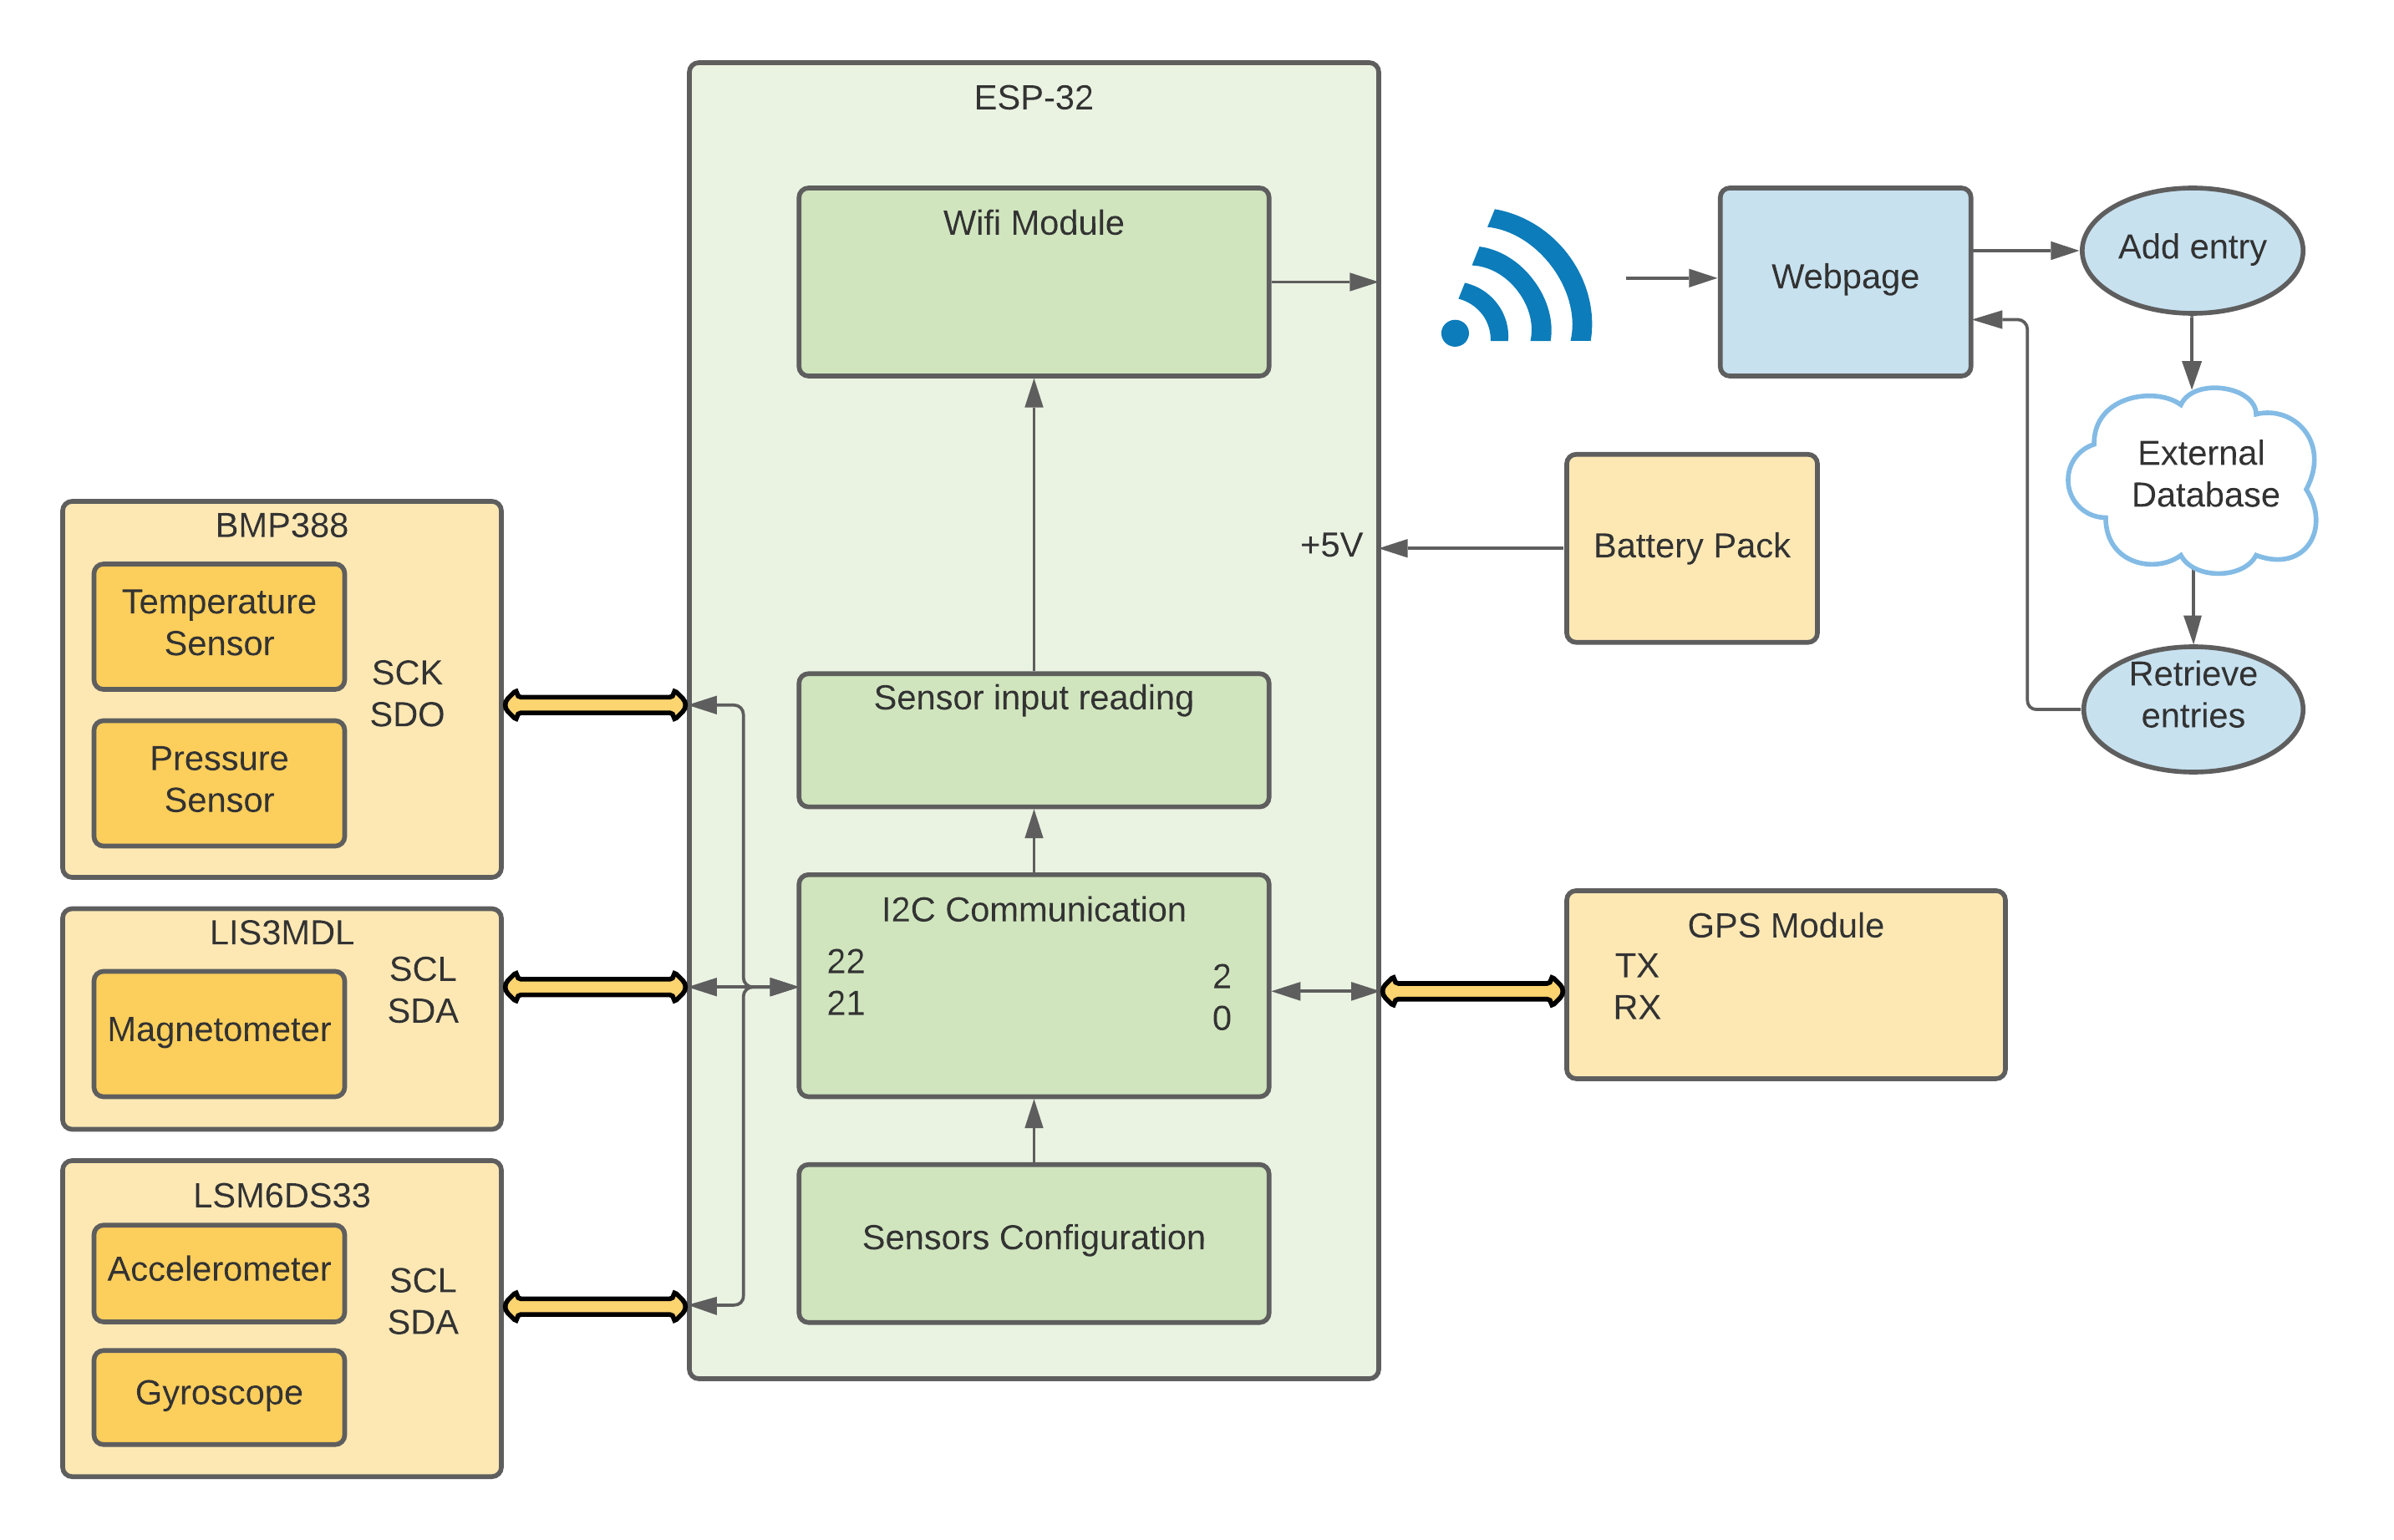 ESP-32
Wifi Module
Webpage
Add entry
External
Database
Retrieve
entries
+5V
Battery Pack
BMP388
Temperature
Sensor
Pressure
Sensor
SCK
SDO
Sensor input reading
LIS3MDL
Magnetometer
SCL
SDA
I2C Communication
22
21
2
0
GPS Module
TX
RX
LSM6DS33
Accelerometer
Gyroscope
SCL
SDA
Sensors Configuration